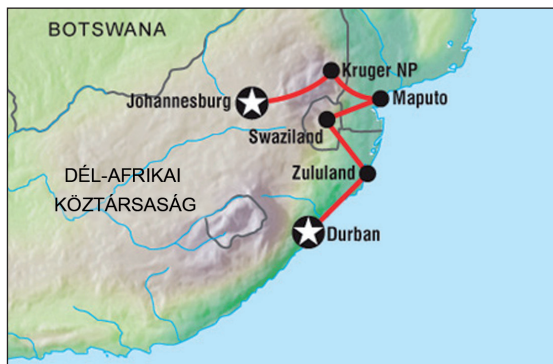 BOTSWANA
Kruger NP
Johannesburg
Maputo
Swaziland
DÉL-AFRIKAI
KÖZTÁRSASÁG
Zululand
Durban